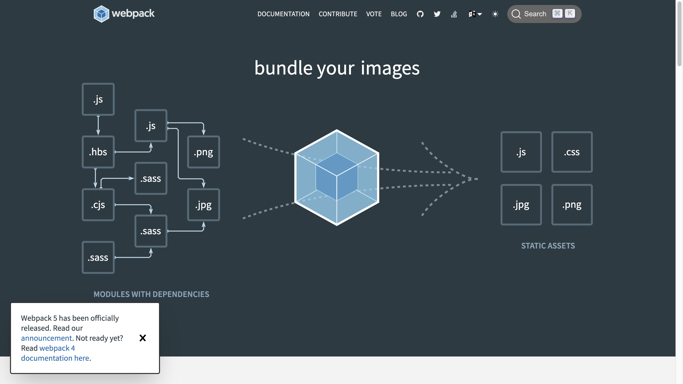 webpack
DOCUMENTATION CONTRIBUTE VOTE BLOG
Search ⌘ K
bundle your images
.js
.js
.hbs
.png
.sass
.cjs
.jpg
.sass
.sass
MODULES WITH DEPENDENCIES
.js
.css
.jpg
.png
STATIC ASSETS
Webpack 5 has been officially
released. Read our
announcement. Not ready yet?
Read webpack 4
documentation here.